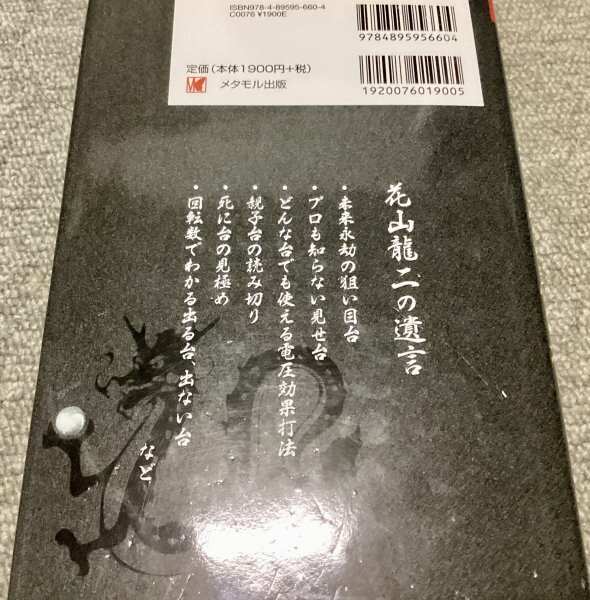 ISBN978-4-89595-660-4
C0076 ¥1900E
定価(本体1900円+税)
メタモル出版
9784895956604
1920076019005
花山龍二の遺言
・未来永劫の狙い目台
・プロも知らない見せ台
・どんな台でも使える電圧効果打法
・親子台の読み切り
・死に台の見極め
・回転数でわかる出る台、出ない台
など